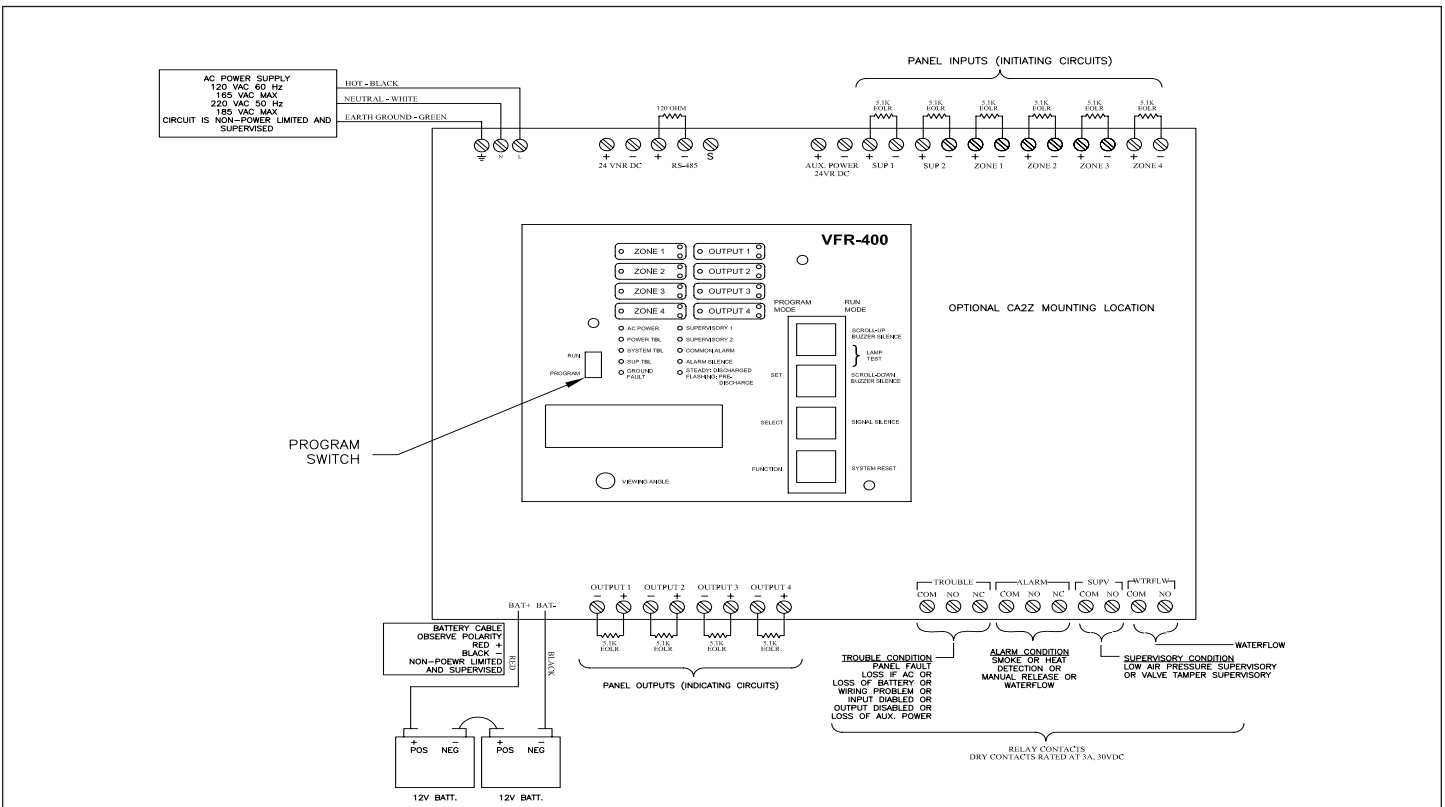 PANEL INPUTS (INITIATING CIRCUITS)
AC POWER SUPPLY
120 VAC 60 Hz
165 VAC MAX
220 VAC 50 Hz
185 VAC MAX
CIRCUIT IS NON-POWER LIMITED AND
SUPERVISED
HOT - BLACK
NEUTRAL - WHITE
EARTH GROUND - GREEN
N
L
120 OHM
+ - + - S
24 VNR DC
RS-485
5.1K
EOLR
5.1K
EOLR
5.1K
EOLR
5.1K
EOLR
5.1K
EOLR
5.1K
EOLR
+ - + - + - + - + - + - + -
AUX. POWER
24VR DC
SUP 1
SUP 2
ZONE 1
ZONE 2
ZONE 3
ZONE 4
VFR-400
ZONE 1
OUTPUT 1
ZONE 2
OUTPUT 2
ZONE 3
OUTPUT 3
ZONE 4
OUTPUT 4
AC POWER
SUPERVISORY 1
POWER TBL
SUPERVISORY 2
SYSTEM TBL
COMMON ALARM
SUP TBL
ALARM SILENCE
GROUND
FAULT
STEADY: DISCHARGED
FLASHING: PRE-
DISCHARGE
RUN
PROGRAM
PROGRAM
MODE
RUN
MODE
SCROLL-UP
BUZZER SILENCE
LAMP
TEST
SET
SCROLL-DOWN
BUZZER SILENCE
SELECT
SIGNAL SILENCE
FUNCTION
SYSTEM RESET
VIEWING ANGLE
OPTIONAL CA2Z MOUNTING LOCATION
PROGRAM
SWITCH
BAT+ BAT-
OUTPUT 1
OUTPUT 2
OUTPUT 3
OUTPUT 4
- + - + - + - +
5.1K
EOLR
5.1K
EOLR
5.1K
EOLR
5.1K
EOLR
PANEL OUTPUTS (INDICATING CIRCUITS)
BATTERY CABLE
OBSERVE POLARITY
RED +
BLACK -
NON-POEWR LIMITED
AND SUPERVISED
RED
BLACK
+ -
POS NEG
+ -
POS NEG
12V BATT.
12V BATT.
TROUBLE
COM NO NC
ALARM
COM NO NC
SUPV
COM NO
WTRFLW
COM NO
TROUBLE CONDITION
PANEL FAULT
LOSS IF AC OR
LOSS OF BATTERY OR
WIRING PROBLEM OR
INPUT DIABLED OR
OUTPUT DISABLED OR
LOSS OF AUX. POWER
ALARM CONDITION
SMOKE OR HEAT
DETECTION OR
MANUAL RELEASE OR
WATERFLOW
WATERFLOW
SUPERVISORY CONDITION
LOW AIR PRESSURE SUPERVISORY
OR VALVE TAMPER SUPERVISORY
RELAY CONTACTS
DRY CONTACTS RATED AT 3A, 30VDC